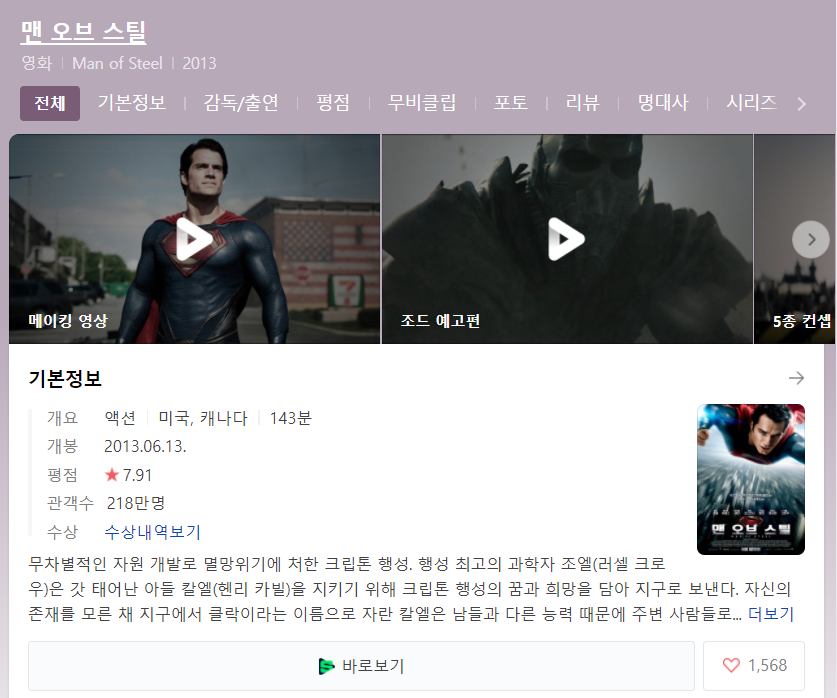 맨 오브 스틸
영화 | Man of Steel | 2013
전체 기본정보 감독/출연 평점 무비클립 포토 리뷰 명대사 시리즈
메이킹 영상 조드 예고편 5종 컨셉
기본정보
개요 액션 미국, 캐나다 143분
개봉 2013.06.13.
평점 7.91
관객수 218만명
수상 수상내역보기
맨 오브 스틸
무차별적인 자원 개발로 멸망위기에 처한 크립톤 행성. 행성 최고의 과학자 조엘(러셀 크로
우)은 갓 태어난 아들 칼엘(헨리 카빌)을 지키기 위해 크립톤 행성의 꿈과 희망을 담아 지구로 보낸다. 자신의
존재를 모른 채 지구에서 클락이라는 이름으로 자란 칼엘은 남들과 다른 능력 때문에 주변 사람들로... 더보기
바로보기 1,568